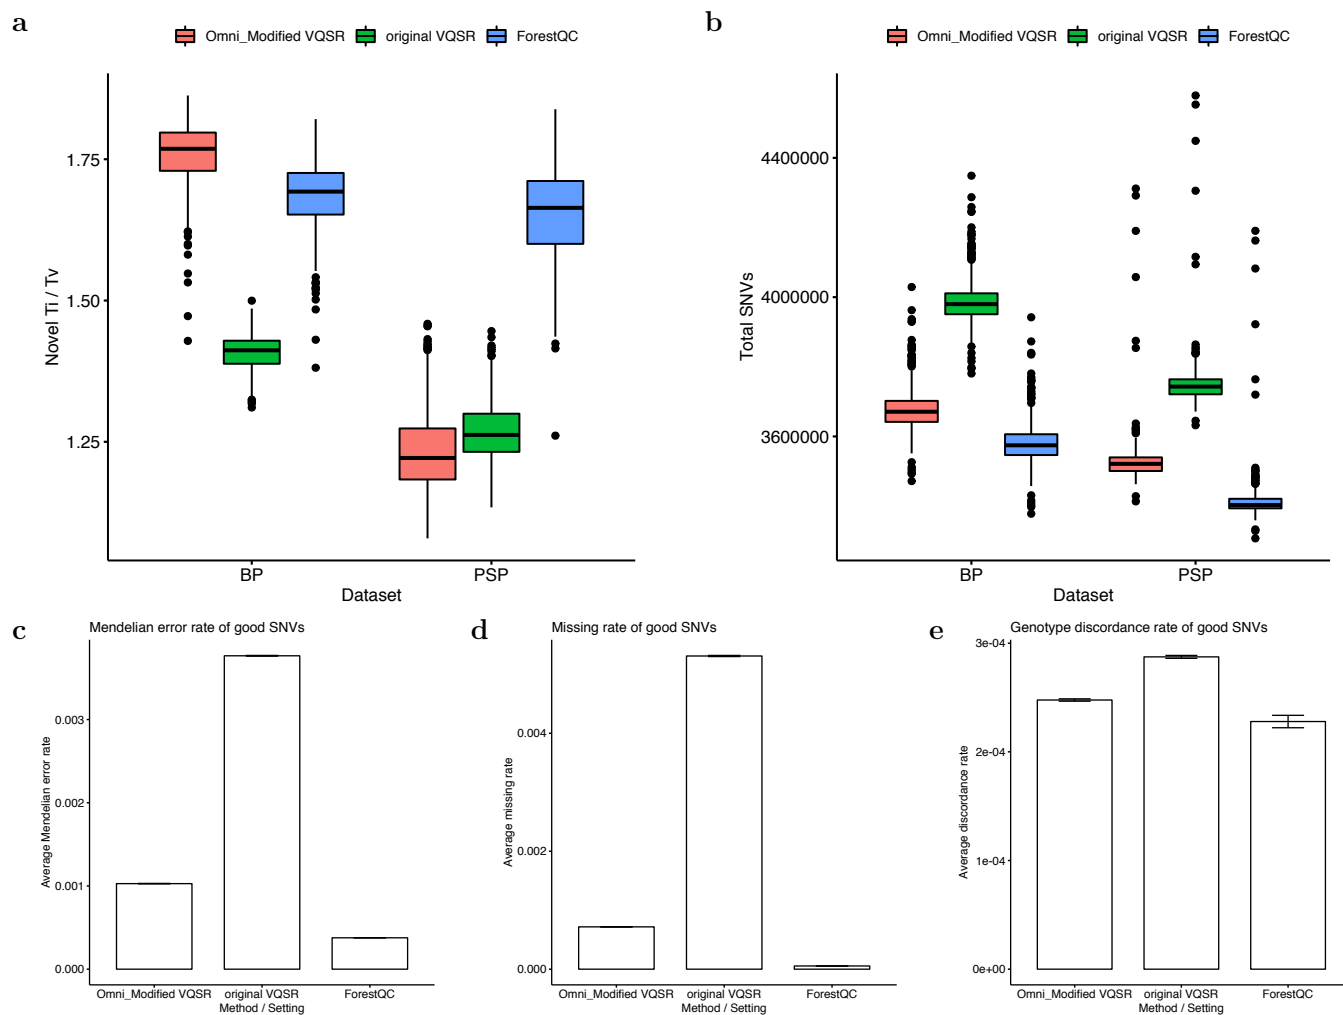 a
Omni_Modified VQSR original VQSR ForestQC
1.75
1.50
1.25
Novel Ti / Tv
BP PSP
Dataset
b
Omni_Modified VQSR original VQSR ForestQC
4400000
4000000
3600000
Total SNVs
BP PSP
Dataset
c
Mendelian error rate of good SNVs
0.003
0.002
0.001
0.000
Average Mendelian error rate
Omni_Modified VQSR original VQSR ForestQC
Method / Setting
d
Missing rate of good SNVs
0.004
0.002
0.000
Average missing rate
Omni_Modified VQSR original VQSR ForestQC
Method / Setting
e
Genotype discordance rate of good SNVs
3e-04
2e-04
1e-04
0e+00
Average discordance rate
Omni_Modified VQSR original VQSR ForestQC
Method / Setting